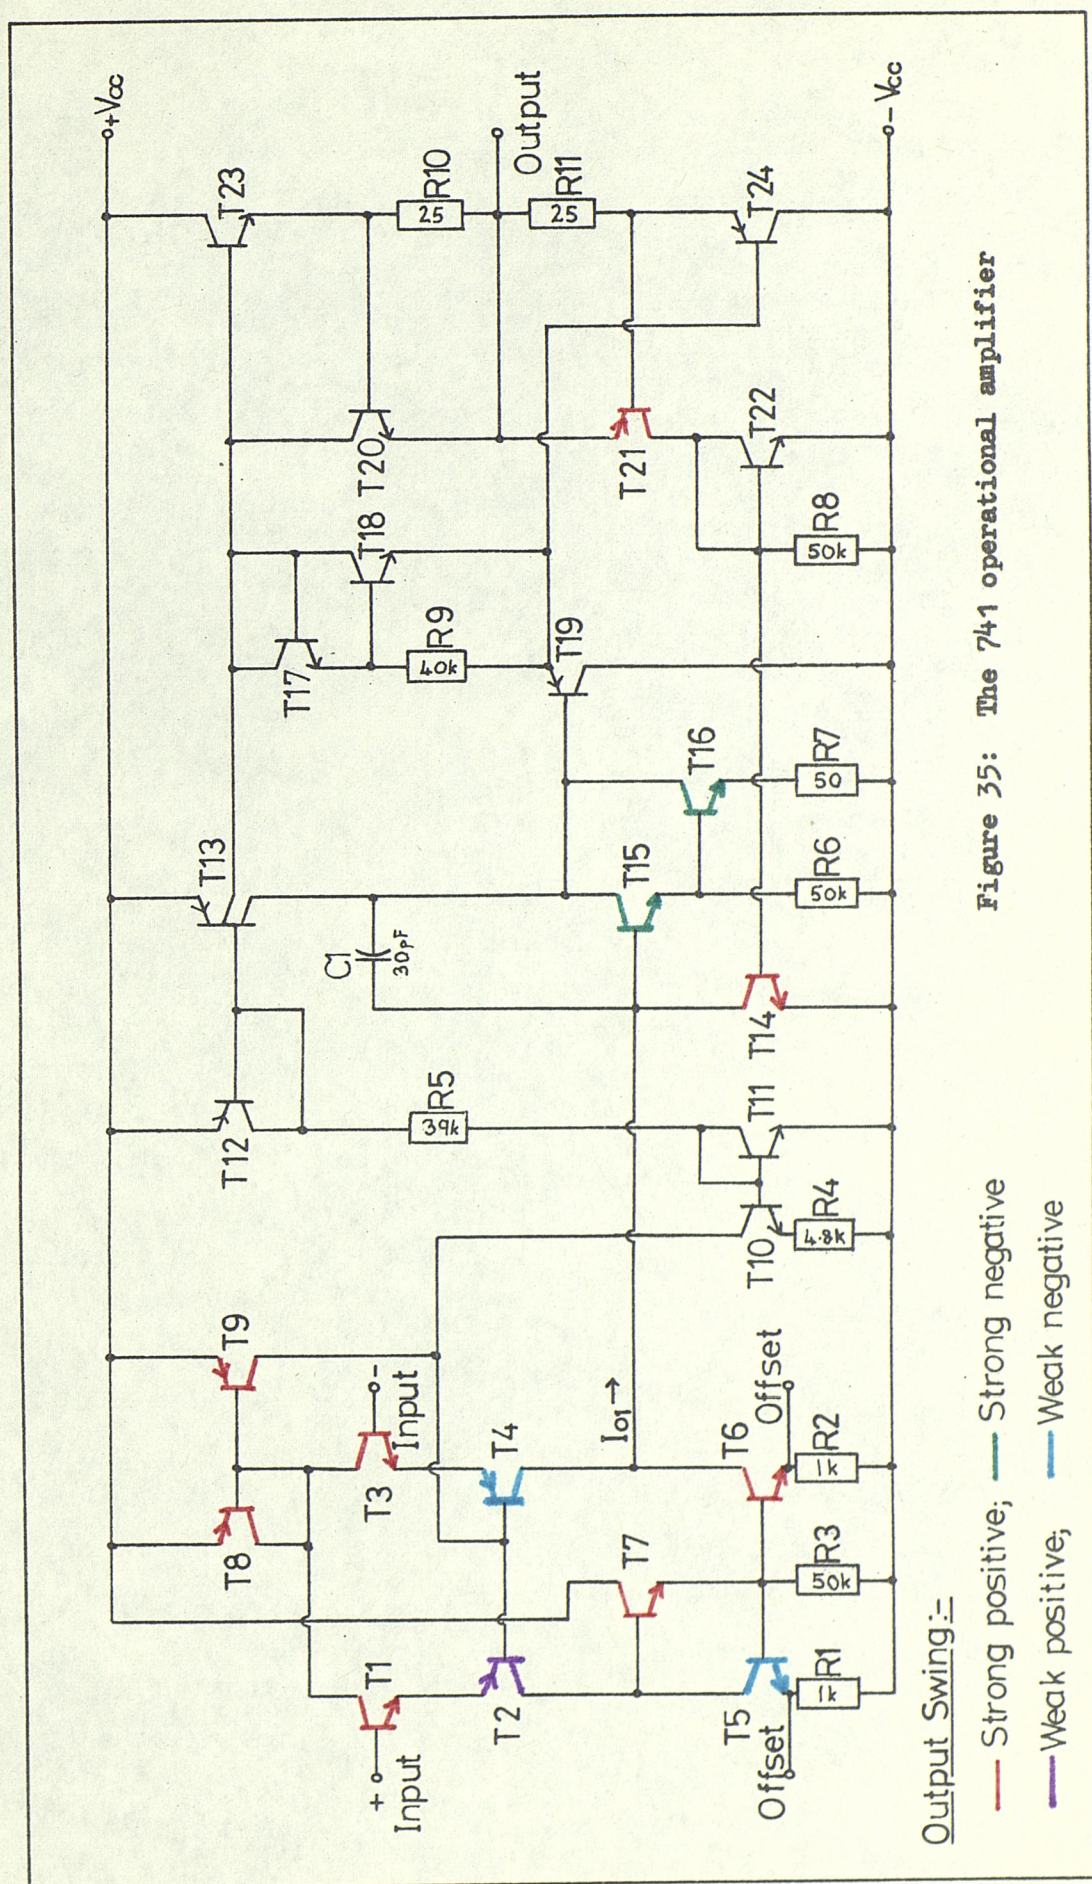 +Vcc
T8
T9
T12
T13
T23
+
Input
T1
T3
-
Input
R5
39k
C1
30pF
T17
T18
T20
R9
40k
R10
25
Output
T2
T4
T7
I01→
T15
T16
T19
T21
R11
25
T5
T6
T10
T11
T14
T22
T24
Offset
Offset
R1
1k
R3
50k
R2
1k
R4
4.8k
R6
50k
R7
50
R8
50k
-Vcc
Output Swing:-
Strong positive; Strong negative
Weak positive; Weak negative
Figure 35: The 741 operational amplifier